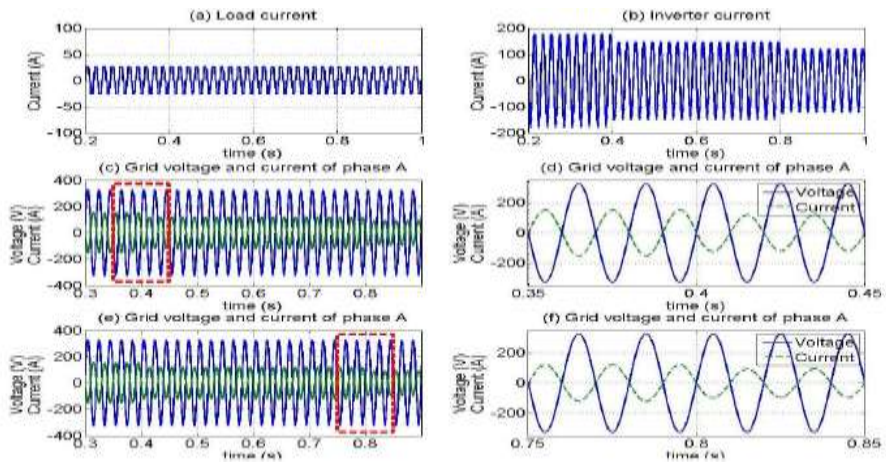 (a) Load current
(b) Inverter current
Current (A)
100
50
0
-50
-100
0.2 0.4 0.6 0.8 1
time (s)
Current (A)
200
100
0
-100
-200
0.2 0.4 0.6 0.8 1
time (s)
(c) Grid voltage and current of phase A
(d) Grid voltage and current of phase A
Voltage (V)
Current (A)
400
200
0
-200
-400
0.3 0.4 0.5 0.6 0.7 0.8
time (s)
Voltage (V)
Current (A)
200
0
-200
0.35 0.4 0.45
time (s)
Voltage
Current
(e) Grid voltage and current of phase A
(f) Grid voltage and current of phase A
Voltage (V)
Current (A)
400
200
0
-200
-400
0.3 0.4 0.5 0.6 0.7 0.8
time (s)
Voltage (V)
Current (A)
200
0
-200
0.75 0.8 0.85
time (s)
Voltage
Current